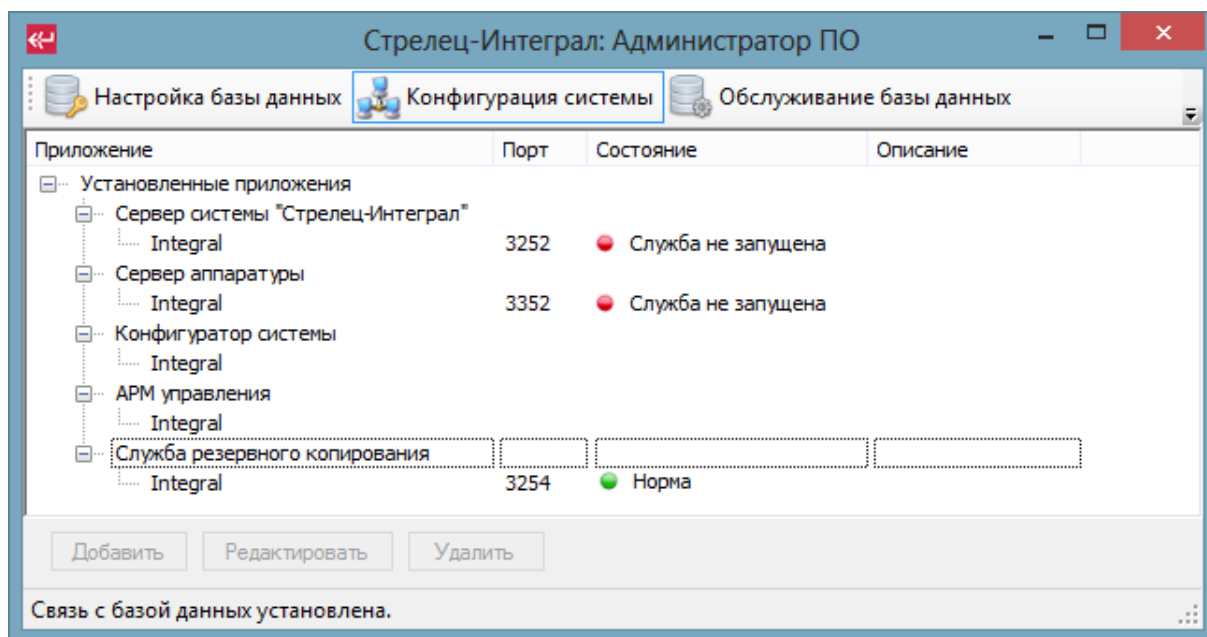 Стрелец-Интеграл: Администратор ПО
Настройка базы данных Конфигурация системы Обслуживание базы данных
Приложение Порт Состояние Описание
Установленные приложения
Сервер системы "Стрелец-Интеграл"
Integral 3252 Служба не запущена
Сервер аппаратуры
Integral 3352 Служба не запущена
Конфигуратор системы
Integral
АРМ управления
Integral
Служба резервного копирования
Integral 3254 Норма
Добавить Редактировать Удалить
Связь с базой данных установлена.